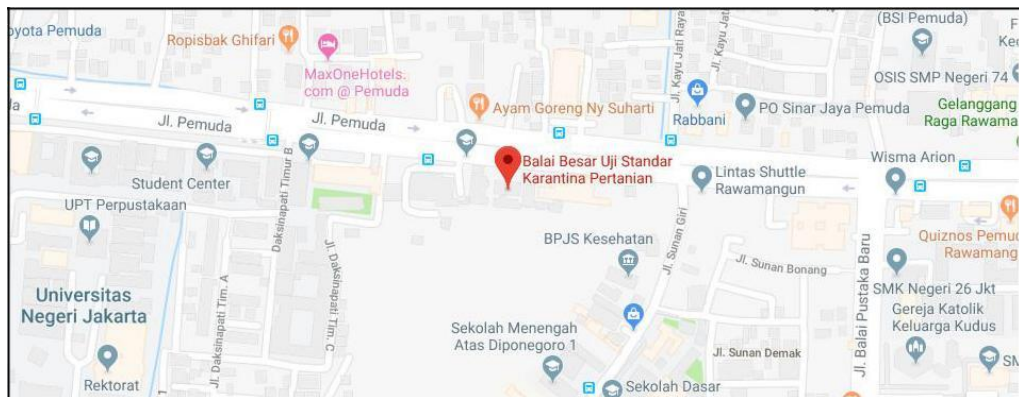 oyota Pemuda
Ropisbak Ghifari
MaxOneHotels.
com @ Pemuda
Jl. Pemuda
Jl. Pemuda
Ayam Goreng Ny Suharti
Jl. Kayu Jati Raya
Jl. Kayu Jati
Rabbani
PO Sinar Jaya Pemuda
(BSI Pemuda)
OSIS SMP Negeri 74
Gelanggang
Raga Rawama
Wisma Arion
Balai Besar Uji Standar
Karantina Pertanian
Lintas Shuttle
Rawamangun
Student Center
UPT Perpustakaan
Daksinapati Timur B
Jl. Daksinapati Tim. C
Daksinapati Tim. A
Universitas
Negeri Jakarta
Rektorat
BPJS Kesehatan
Jl. Sunan Giri
Jl. Sunan Bonang
Jl. Sunan Demak
Jl. Balai Pustaka Baru
Quiznos Pemu
Rawamang
SMK Negeri 26 Jkt
Gereja Katolik
Keluarga Kudus
Sekolah Menengah
Atas Diponegoro 1
Sekolah Dasar
SM